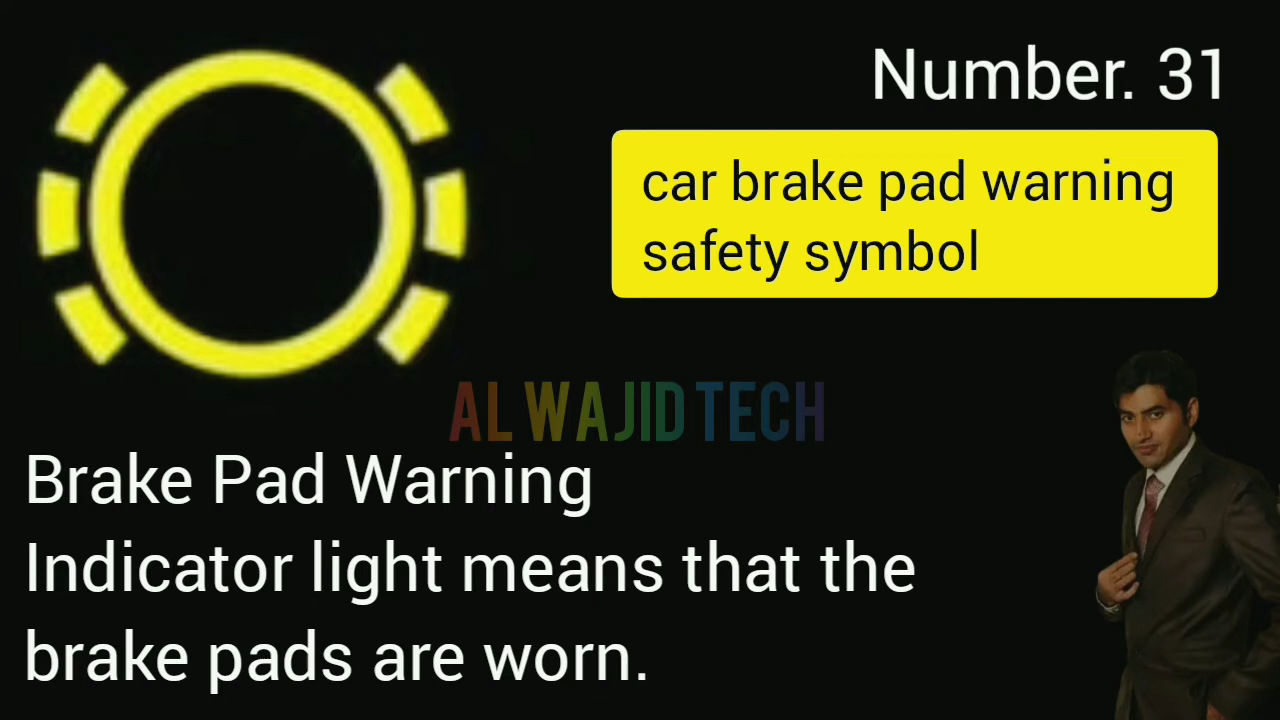 Number. 31
car brake pad warning
safety symbol
AL WAJID TECH
Brake Pad Warning
Indicator light means that the
brake pads are worn.